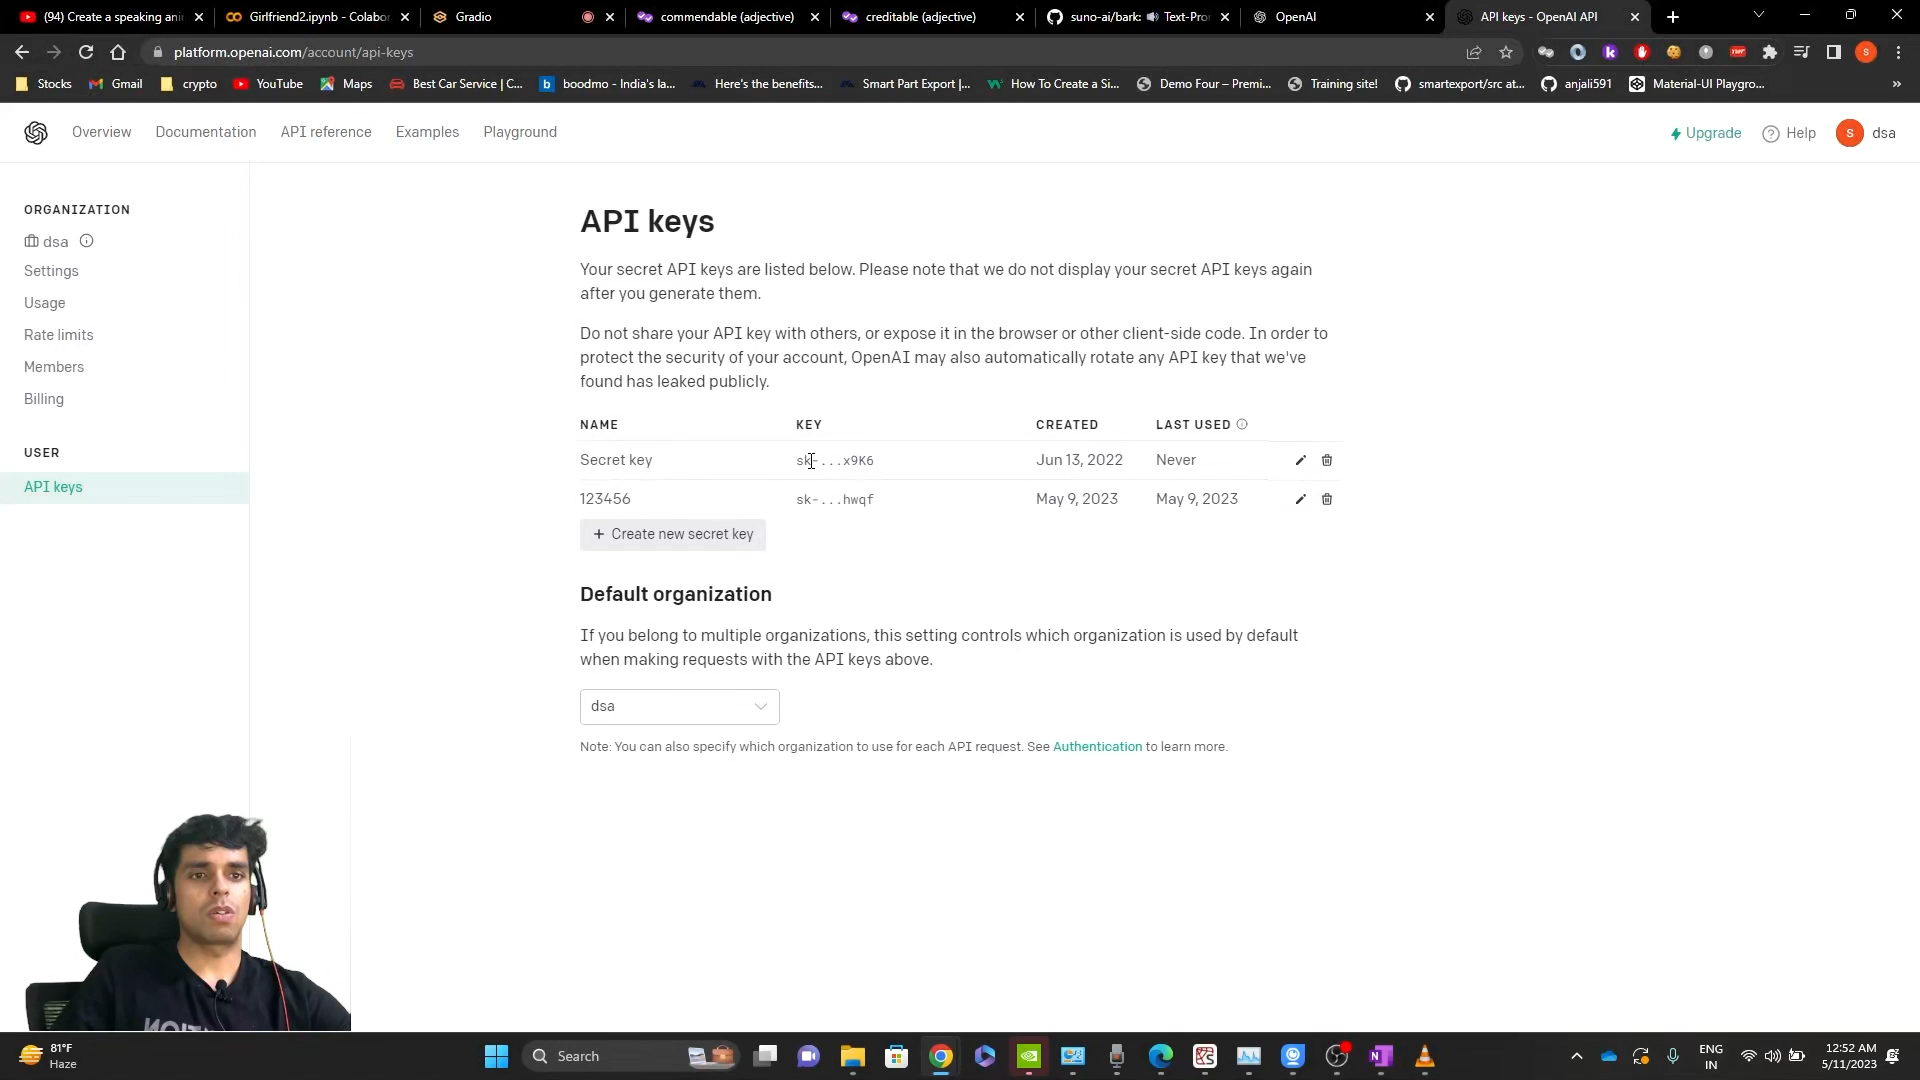 (94) Create a speaking ani
Girlfriend2.ipynb - Colabor
Gradio
commendable (adjective)
creditable (adjective)
suno-ai/bark: 🔊 Text-Pro
OpenAI
API keys - OpenAI API
platform.openai.com/account/api-keys
Stocks
Gmail
crypto
YouTube
Maps
Best Car Service | C...
boodmo - India's la...
Here's the benefits...
Smart Part Export |...
How To Create a Si...
Demo Four – Premi...
Training site!
smartexport/src at...
anjali591
Material-UI Playgro...
Overview
Documentation
API reference
Examples
Playground
Upgrade
Help
S
dsa
ORGANIZATION
dsa
Settings
Usage
Rate limits
Members
Billing
USER
API keys
API keys
Your secret API keys are listed below. Please note that we do not display your secret API keys again
after you generate them.
Do not share your API key with others, or expose it in the browser or other client-side code. In order to
protect the security of your account, OpenAI may also automatically rotate any API key that we've
found has leaked publicly.
NAME KEY CREATED LAST USED
Secret key sk-...x9K6 Jun 13, 2022 Never
123456 sk-...hwqf May 9, 2023 May 9, 2023
+ Create new secret key
Default organization
If you belong to multiple organizations, this setting controls which organization is used by default
when making requests with the API keys above.
dsa
Note: You can also specify which organization to use for each API request. See Authentication to learn more.
81°F
Haze
Search
ENG
IN
12:52 AM
5/11/2023